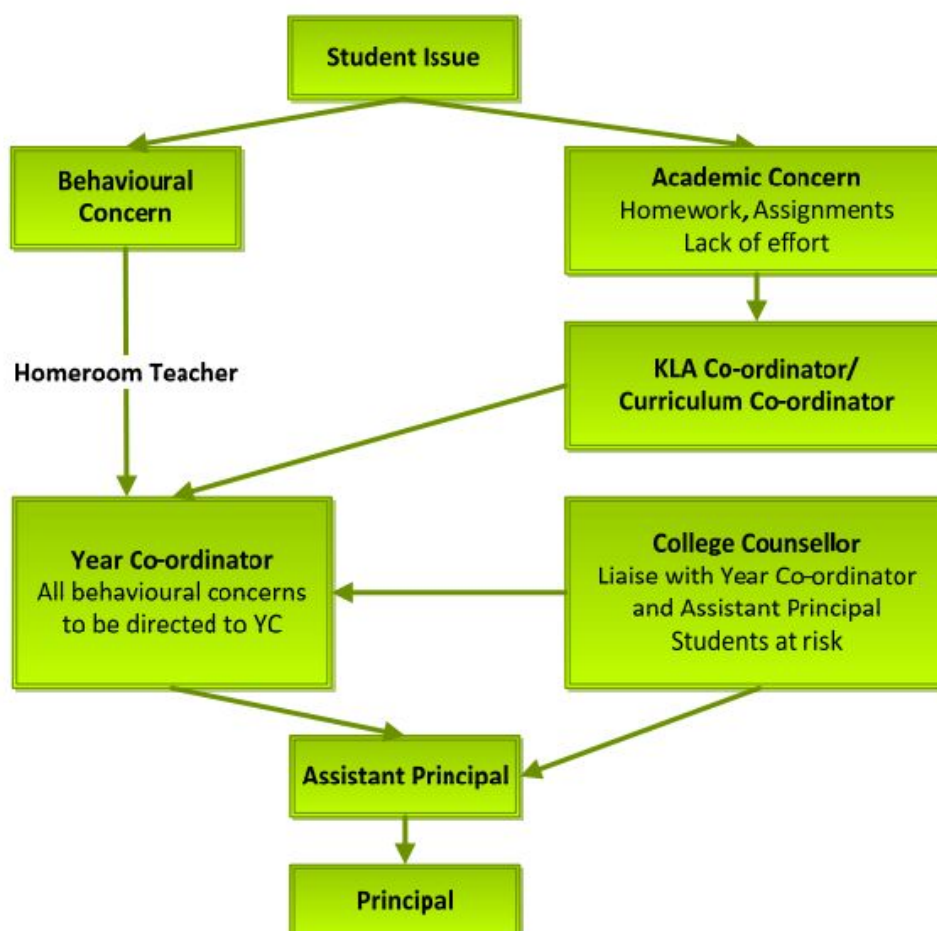 Student Issue
Behavioural
Concern
Academic Concern
Homework, Assignments
Lack of effort
Homeroom Teacher
KLA Co-ordinator/
Curriculum Co-ordinator
Year Co-ordinator
All behavioural concerns
to be directed to YC
College Counsellor
Liaise with Year Co-ordinator
and Assistant Principal
Students at risk
Assistant Principal
Principal